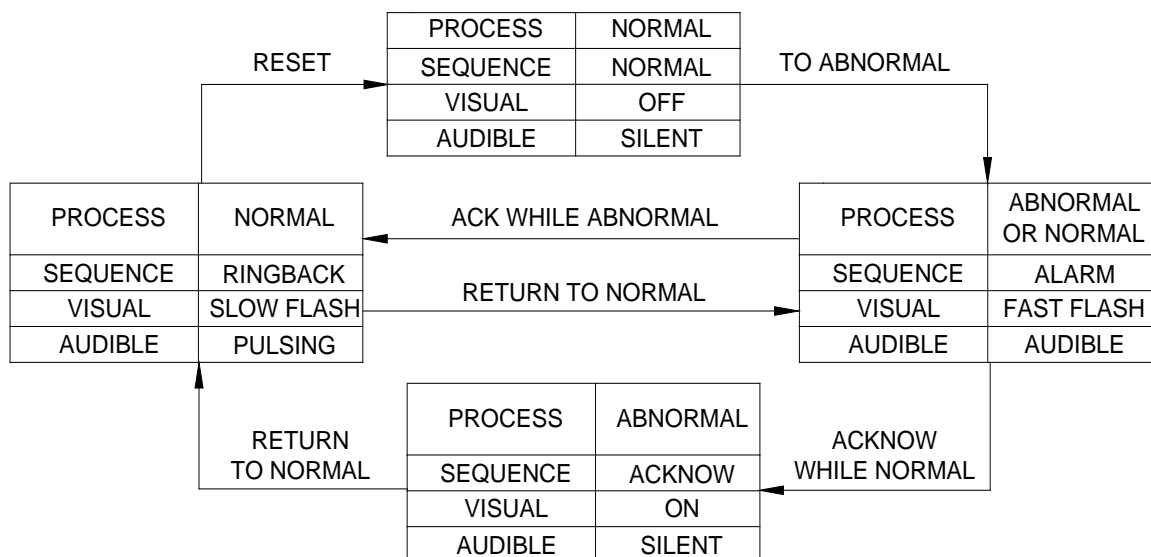 PROCESS NORMAL
RESET
SEQUENCE NORMAL
TO ABNORMAL
VISUAL OFF
AUDIBLE SILENT
PROCESS NORMAL
SEQUENCE RINGBACK
VISUAL SLOW FLASH
AUDIBLE PULSING
ACK WHILE ABNORMAL
RETURN TO NORMAL
PROCESS ABNORMAL
OR NORMAL
SEQUENCE ALARM
VISUAL FAST FLASH
AUDIBLE AUDIBLE
RETURN
TO NORMAL
PROCESS ABNORMAL
SEQUENCE ACKNOW
VISUAL ON
AUDIBLE SILENT
ACKNOW
WHILE NORMAL